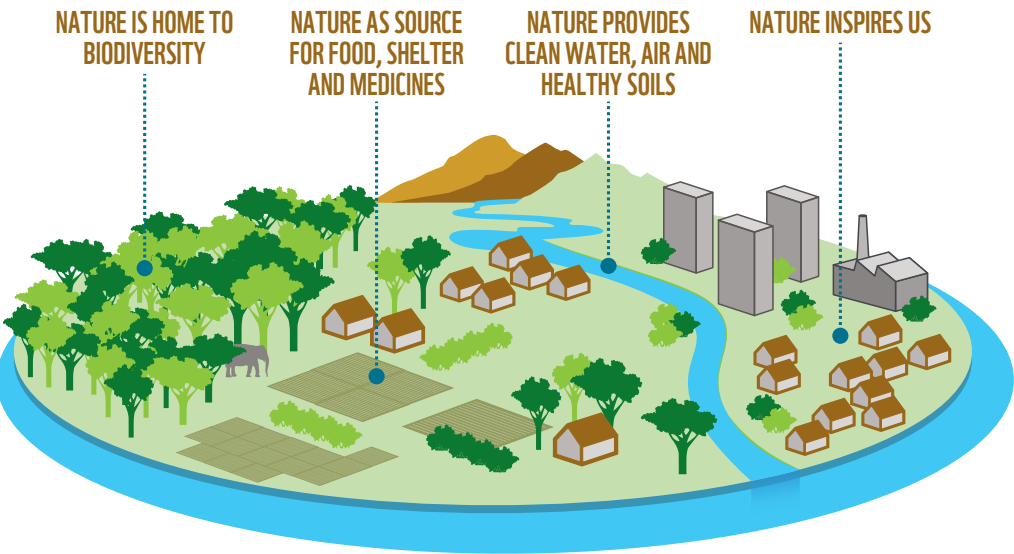 NATURE IS HOME TO
BIODIVERSITY
NATURE AS SOURCE
FOR FOOD, SHELTER
AND MEDICINES
NATURE PROVIDES
CLEAN WATER, AIR AND
HEALTHY SOILS
NATURE INSPIRES US